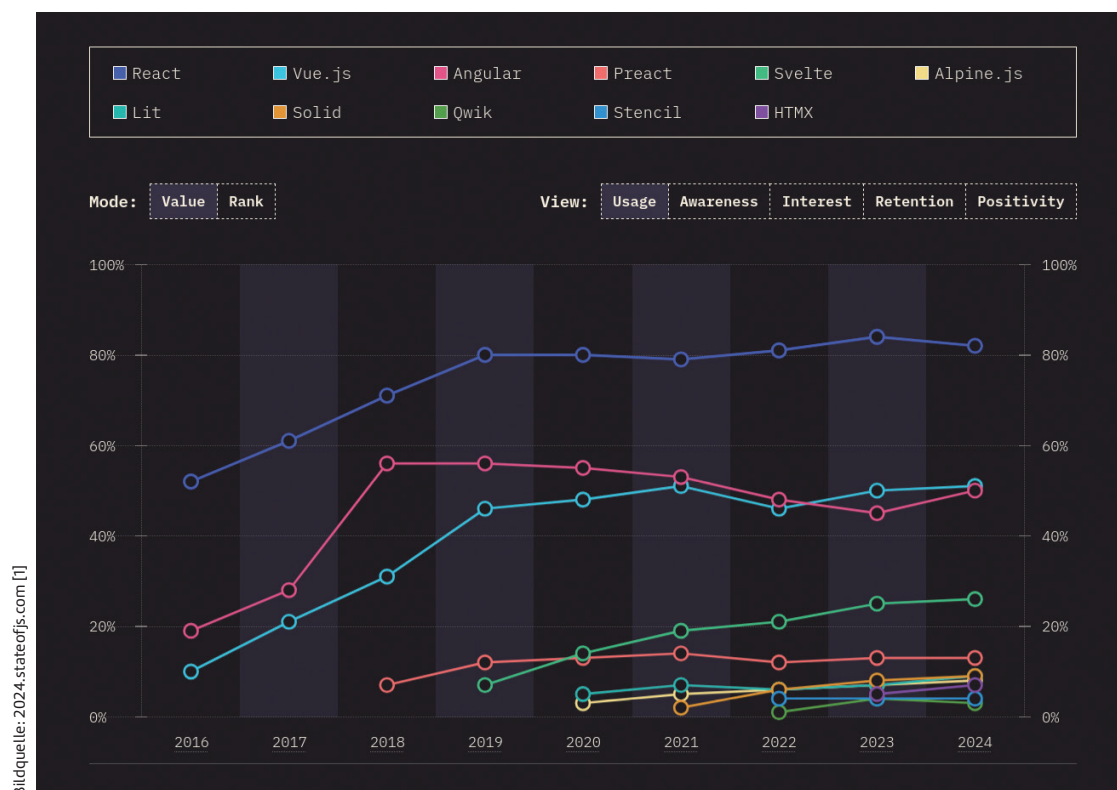 React Vue.js Angular Preact Svelte Alpine.js
Lit Solid Qwik Stencil HTMX
Mode: Value Rank View: Usage Awareness Interest Retention Positivity
100% 100%
80% 80%
60% 60%
40% 40%
20% 20%
0% 0%
2016 2017 2018 2019 2020 2021 2022 2023 2024
Bildquelle: 2024.stateofjs.com [1]